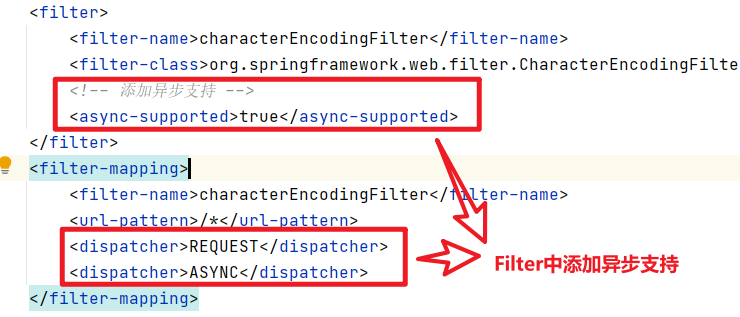 <filter>
<filter-name>characterEncodingFilter</filter-name>
<filter-class>org.springframework.web.filter.CharacterEncodingFilte
<!-- 添加异步支持 -->
<async-supported>true</async-supported>
</filter>
<filter-mapping>
<filter-name>characterEncodingFilter</filter-name>
<url-pattern>/*</url-pattern>
<dispatcher>REQUEST</dispatcher>
<dispatcher>ASYNC</dispatcher>
Filter中添加异步支持
</filter-mapping>